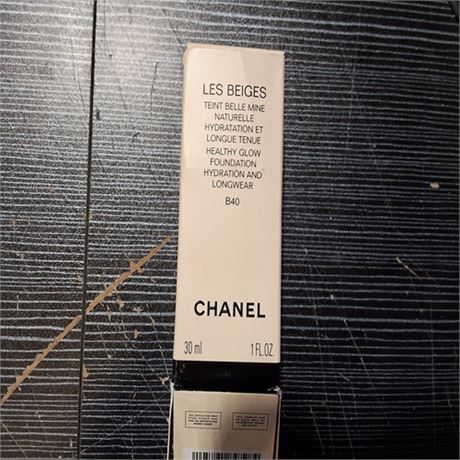 LES BEIGES
TEINT BELLE MINE
NATURELLE
HYDRATATION ET
LONGUE TENUE
HEALTHY GLOW
FOUNDATION
HYDRATION AND
LONGWEAR
B40
CHANEL
30 ml 1 FL.OZ.